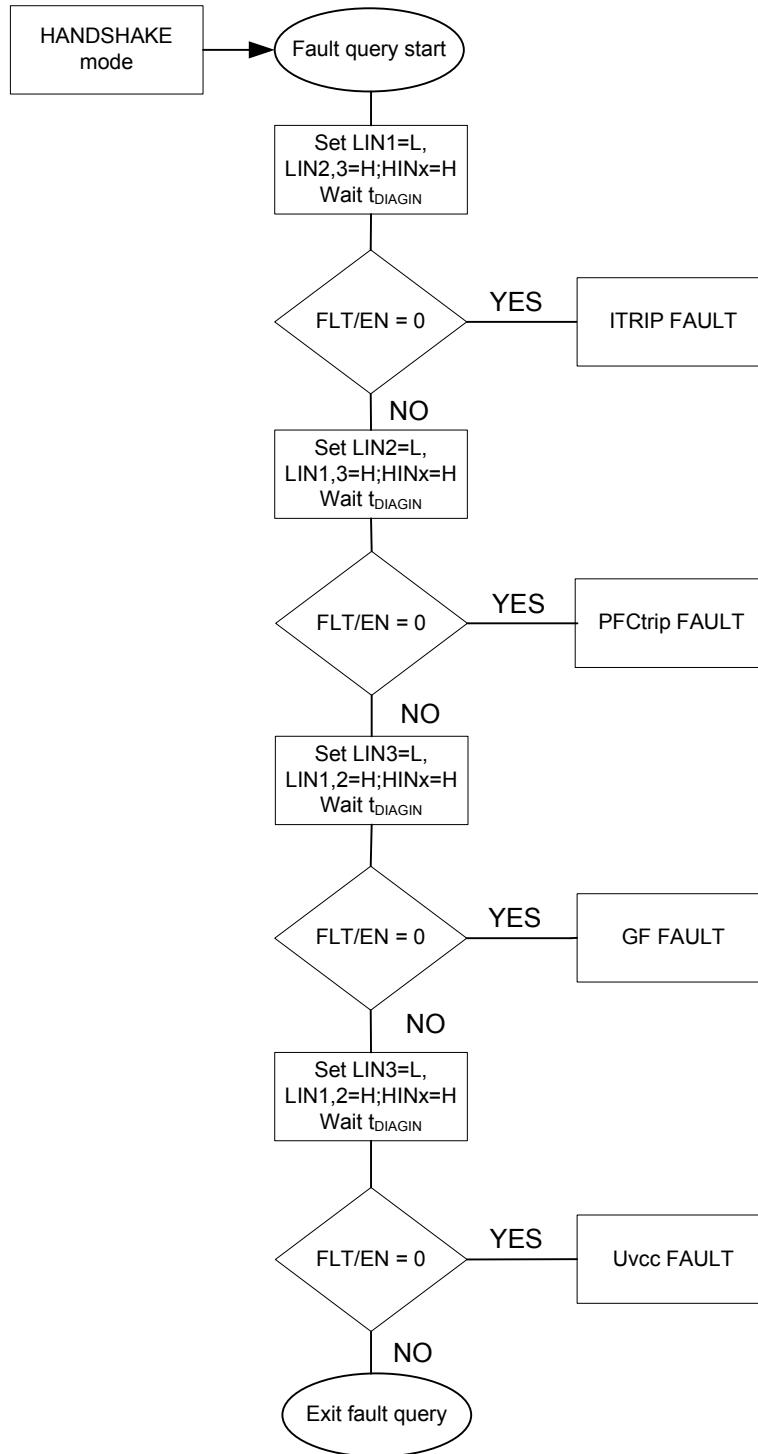 HANDSHAKE
mode
Fault query start
Set LIN1=L,
LIN2,3=H;HINx=H
Wait tDIAGIN
FLT/EN = 0
YES
ITRIP FAULT
NO
Set LIN2=L,
LIN1,3=H;HINx=H
Wait tDIAGIN
FLT/EN = 0
YES
PFCtrip FAULT
NO
Set LIN3=L,
LIN1,2=H;HINx=H
Wait tDIAGIN
FLT/EN = 0
YES
GF FAULT
NO
Set LIN3=L,
LIN1,2=H;HINx=H
Wait tDIAGIN
FLT/EN = 0
YES
Uvcc FAULT
NO
Exit fault query